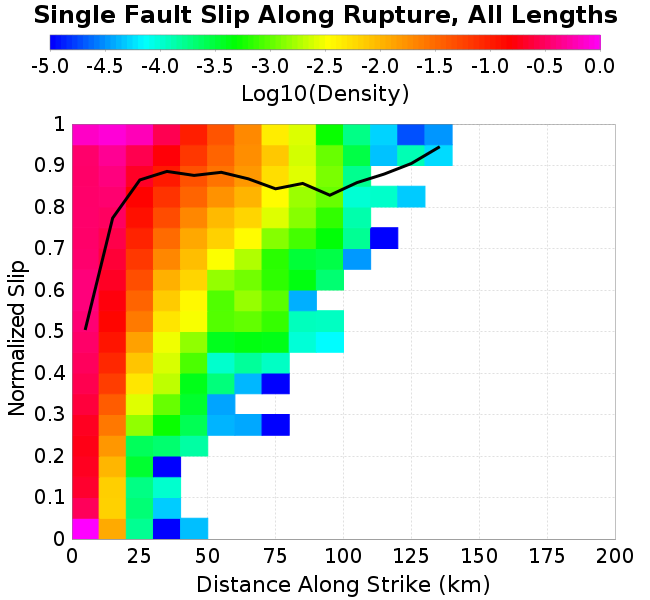 Single Fault Slip Along Rupture, All Lengths
-5.0 -4.5 -4.0 -3.5 -3.0 -2.5 -2.0 -1.5 -1.0 -0.5 0.0
Log10(Density)
1
0.9
0.8
0.7
0.6
0.5
0.4
0.3
0.2
0.1
0
Normalized Slip
0 25 50 75 100 125 150 175 200
Distance Along Strike (km)